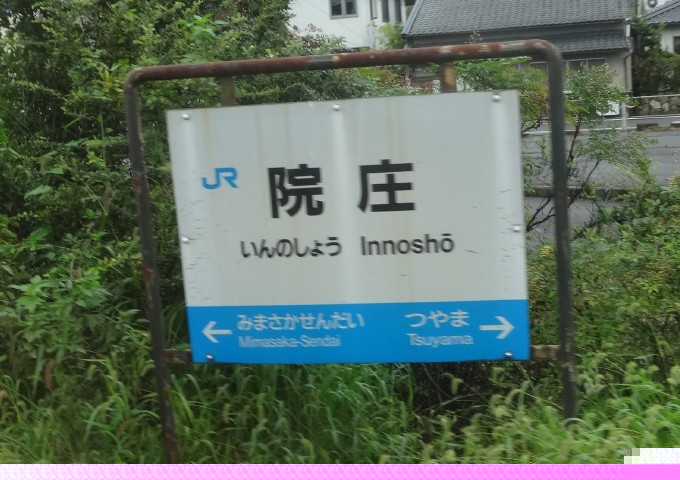 JR 院庄
いんのしょう Innoshō
← みまさかせんだい つやま →
Mimasaka-Sendai Tsuyama